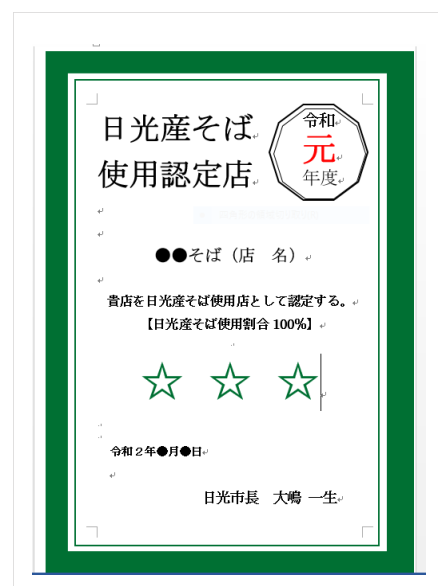 日光産そば
使用認定店
令和
元
年度
●●そば（店　名）
貴店を日光産そば使用店として認定する。
【日光産そば使用割合 100%】
☆ ☆ ☆
令和２年●月●日
日光市長　大嶋 一生